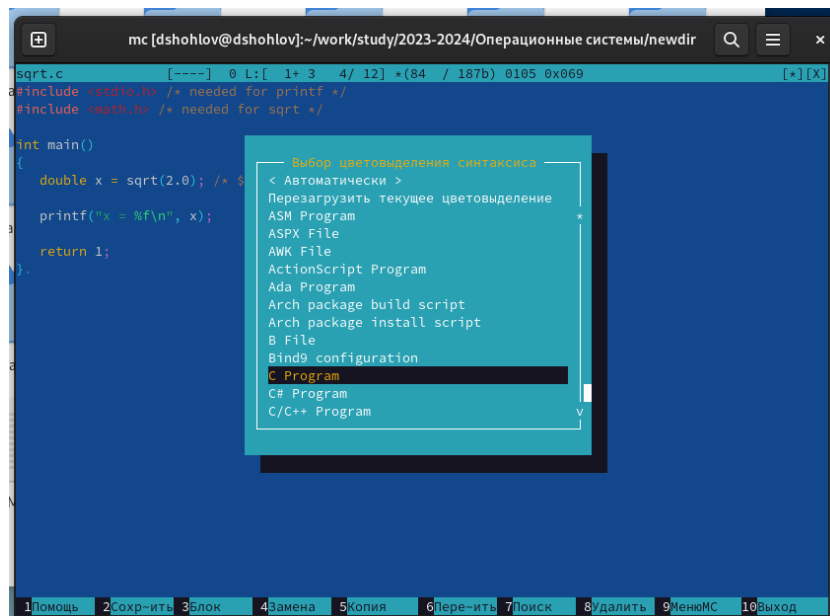 mc [dshohlov@dshohlov]:~/work/study/2023-2024/Операционные системы/newdir
sqrt.c [----] 0 L:[ 1+ 3 4/ 12] *(84 / 187b) 0105 0x069 [*][X]
#include <stdio.h> /* needed for printf */
#include <math.h> /* needed for sqrt */
int main()
{
double x = sqrt(2.0); /* $
printf("x = %f\n", x);
return 1;
}.
Выбор цветовыделения синтаксиса
< Автоматически >
Перезагрузить текущее цветовыделение
ASM Program
ASPX File
AWK File
ActionScript Program
Ada Program
Arch package build script
Arch package install script
B File
Bind9 configuration
C Program
C# Program
C/C++ Program
1Помощь 2Сохр~ить 3Блок 4Замена 5Копия 6Пере~ить 7Поиск 8Удалить 9МенюMC 10Выход